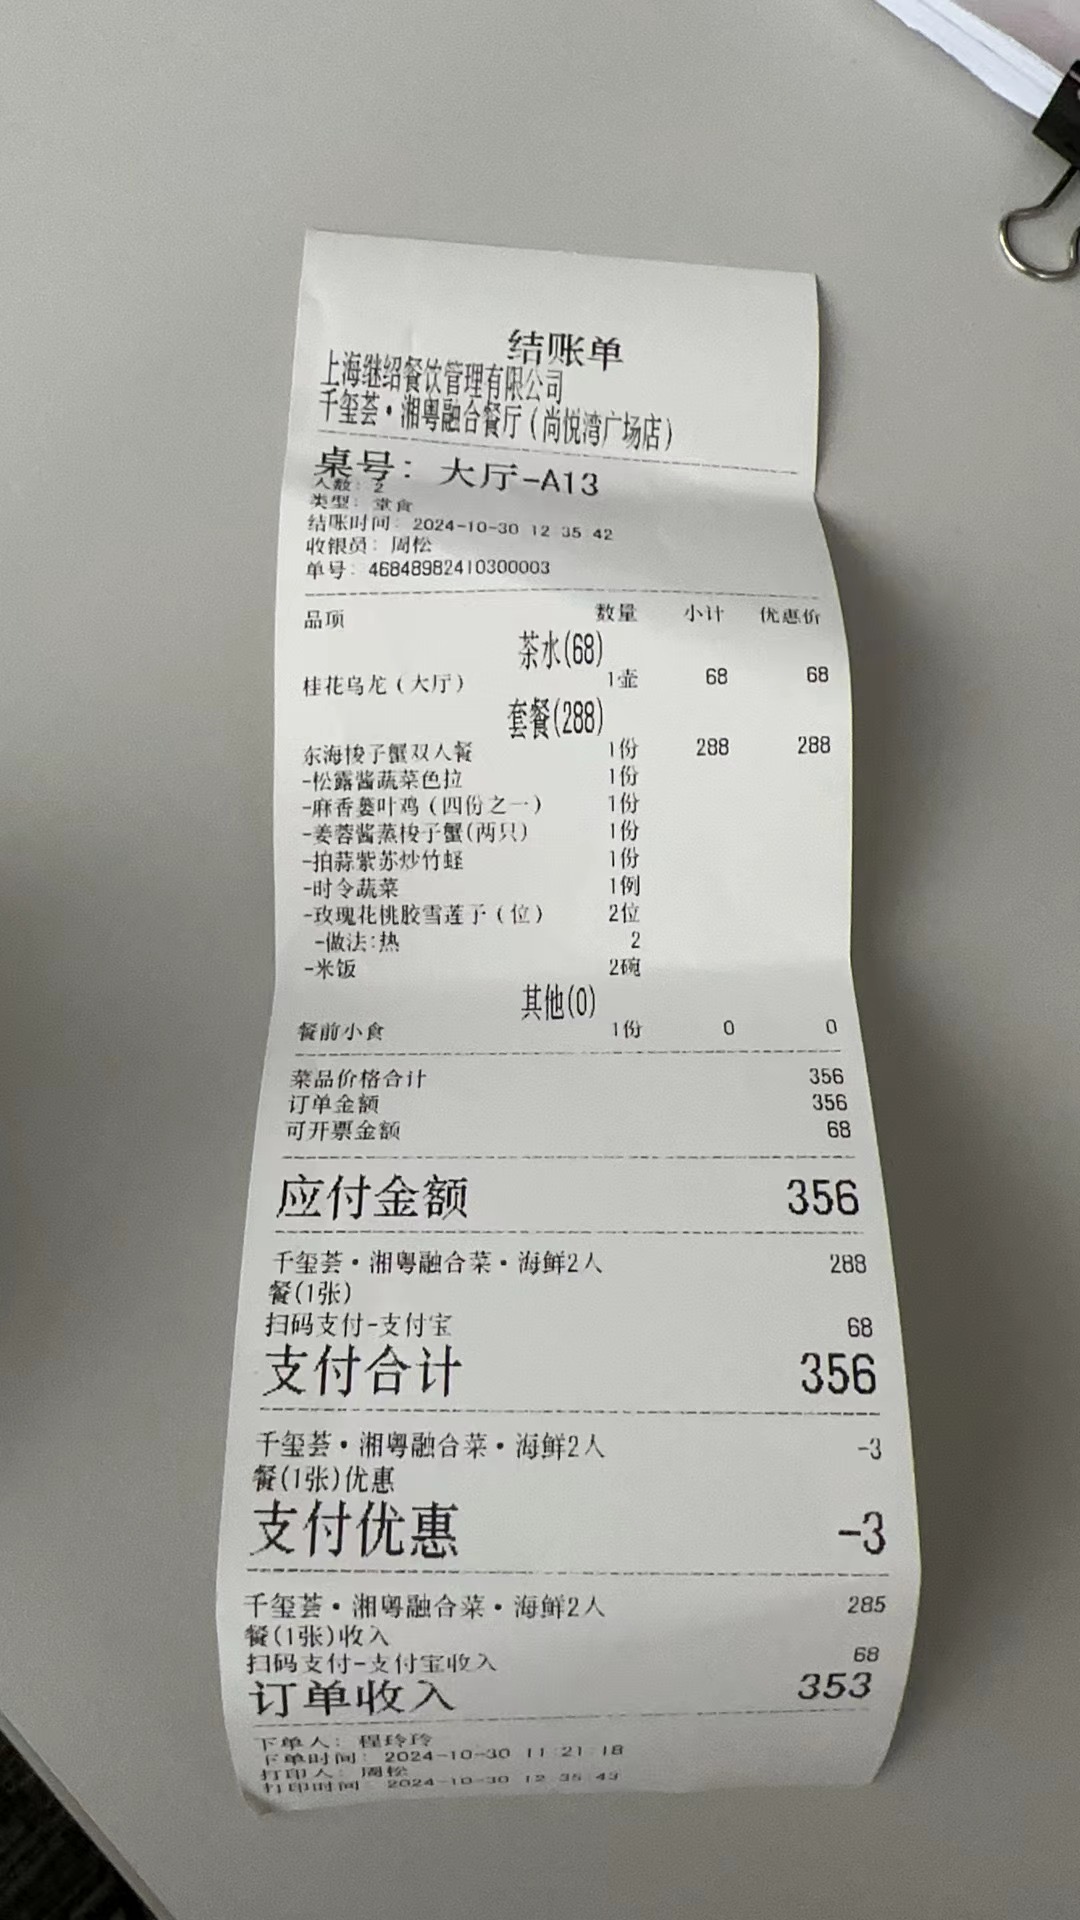 结账单
上海继绍餐饮管理有限公司
千玺荟·湘粤融合餐厅（尚悦湾广场店）
桌号：大厅-A13
人数：2
类型：堂食
结账时间：2024-10-30 12:35:42
收银员：周松
单号：46848982410300003
品项 数量 小计 优惠价
茶水(68)
桂花乌龙（大厅） 1壶 68 68
套餐(288)
东海梭子蟹双人餐 1份 288 288
-松露酱蔬菜色拉 1份
-麻香蒌叶鸡（四份之一） 1份
-姜蓉酱蒸梭子蟹(两只) 1份
-拍蒜紫苏炒竹蛏 1份
-时令蔬菜 1例
-玫瑰花桃胶雪莲子（位） 2位
-做法:热 2
-米饭 2碗
其他(0)
餐前小食 1份 0 0
菜品价格合计 356
订单金额 356
可开票金额 68
应付金额 356
千玺荟·湘粤融合菜·海鲜2人 288
餐(1张)
扫码支付-支付宝 68
支付合计 356
千玺荟·湘粤融合菜·海鲜2人 -3
餐(1张)优惠
支付优惠 -3
千玺荟·湘粤融合菜·海鲜2人 285
餐(1张)收入
扫码支付-支付宝收入 68
订单收入 353
下单人：程玲玲
下单时间：2024-10-30 11:21:18
打印人：周松
打印时间：2024-10-30 12:35:43